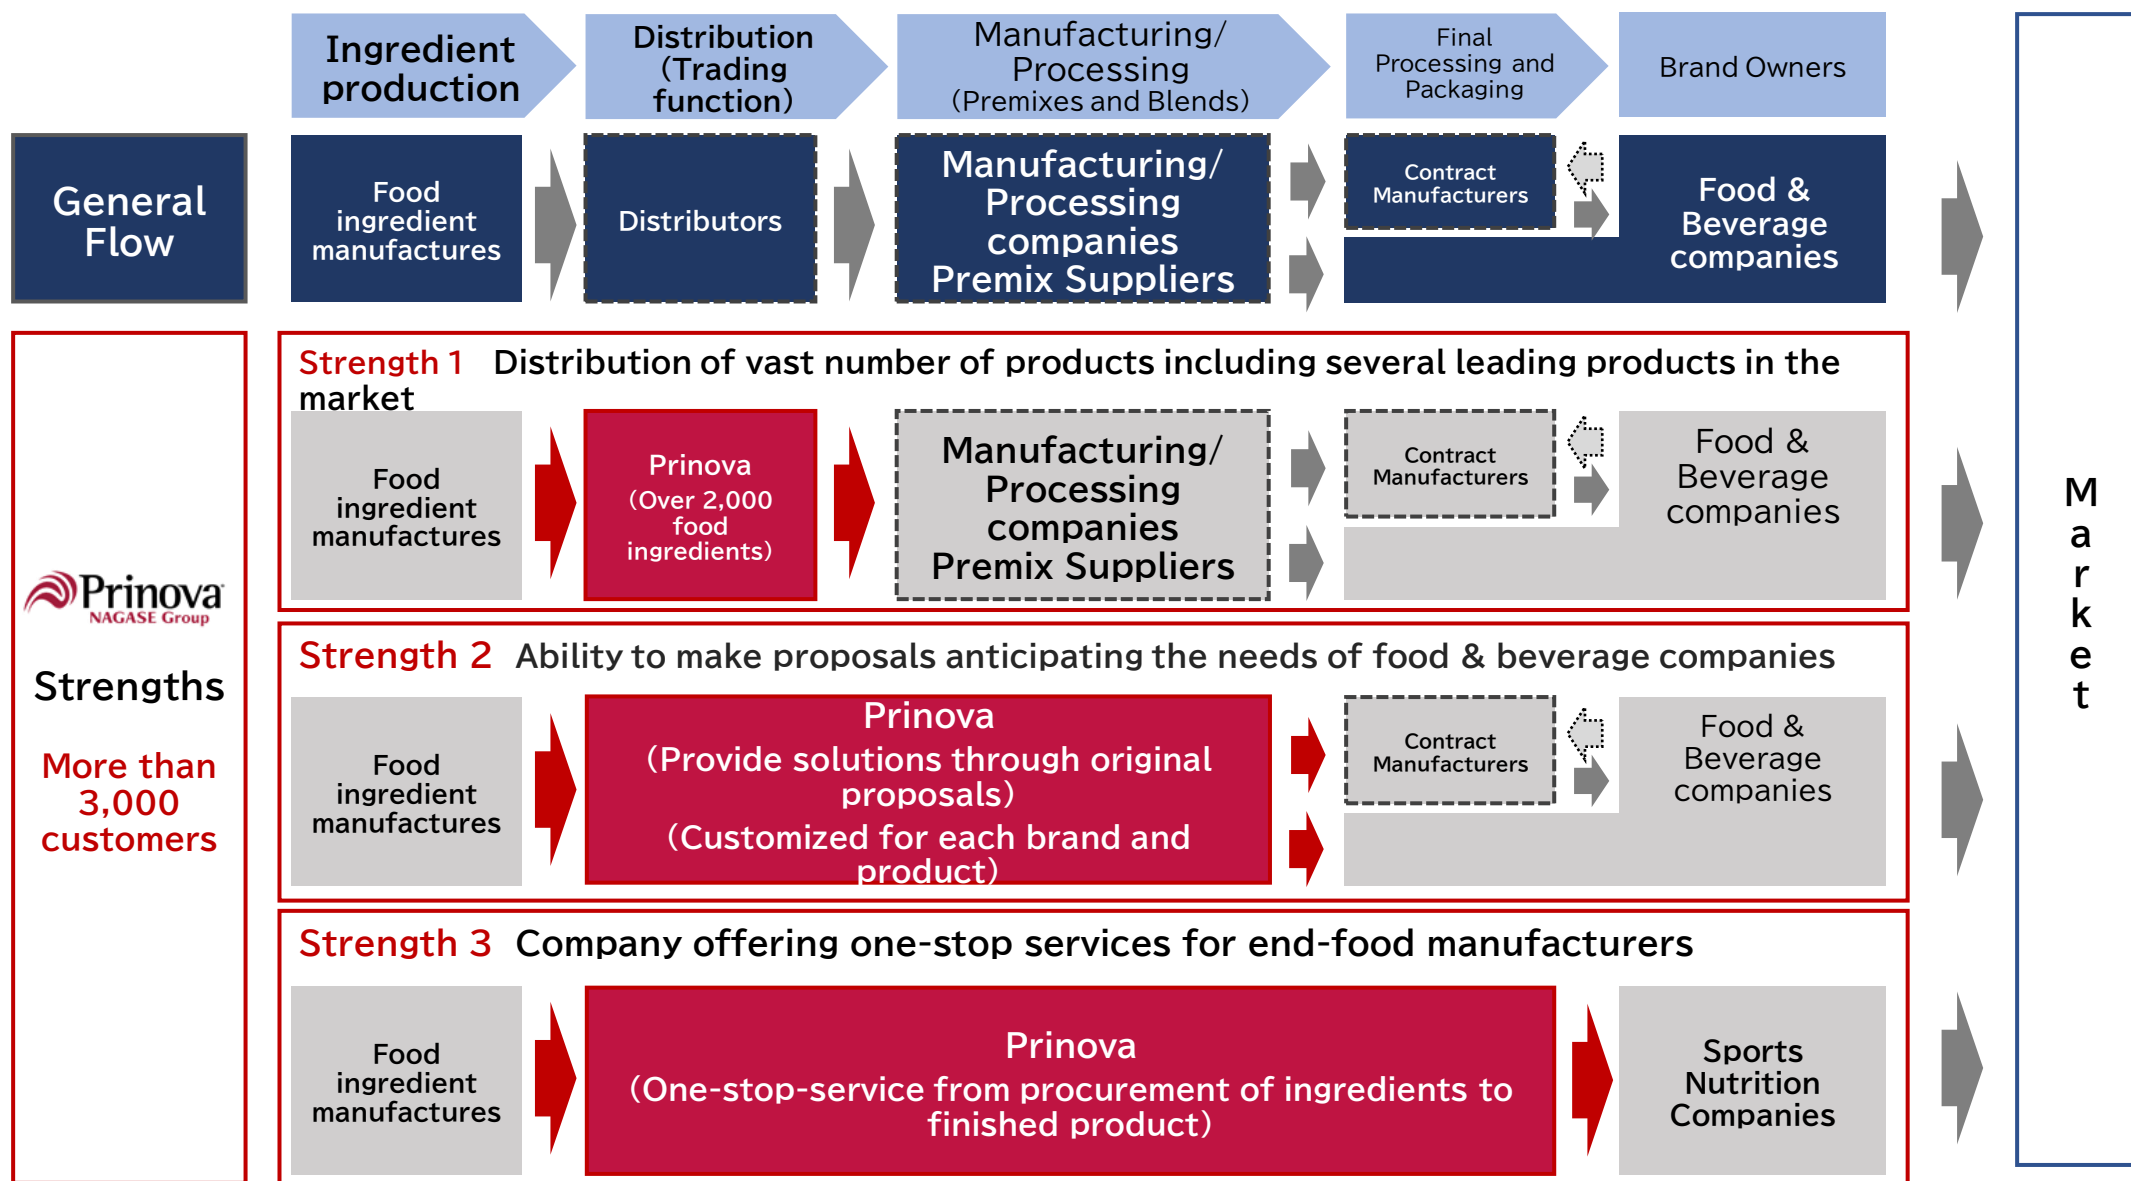 Ingredient
production
Distribution
(Trading
function)
Manufacturing/
Processing
(Premixes and Blends)
Final
Processing and
Packaging
Brand Owners
General
Flow
Food
ingredient
manufactures
Distributors
Manufacturing/
Processing
companies
Premix Suppliers
Contract
Manufacturers
Food &
Beverage
companies
Prinova
NAGASE Group
Strengths
More than
3,000
customers
Strength 1 Distribution of vast number of products including several leading products in the
market
Food
ingredient
manufactures
Prinova
(Over 2,000
food
ingredients)
Manufacturing/
Processing
companies
Premix Suppliers
Contract
Manufacturers
Food &
Beverage
companies
Strength 2 Ability to make proposals anticipating the needs of food & beverage companies
Food
ingredient
manufactures
Prinova
(Provide solutions through original
proposals)
(Customized for each brand and
product)
Contract
Manufacturers
Food &
Beverage
companies
Strength 3 Company offering one-stop services for end-food manufacturers
Food
ingredient
manufactures
Prinova
(One-stop-service from procurement of ingredients to
finished product)
Sports
Nutrition
Companies
M
a
r
k
e
t